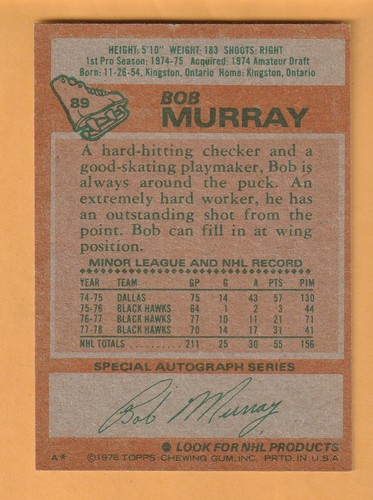 HEIGHT: 5'10" WEIGHT: 183 SHOOTS: RIGHT
1st Pro Season: 1974-75 Acquired: 1974 Amateur Draft
Born: 11-26-54, Kingston, Ontario Home: Kingston, Ontario
89
BOB
MURRAY
A hard-hitting checker and a
good-skating playmaker, Bob is
always around the puck. An
extremely hard worker, he has
an outstanding shot from the
point. Bob can fill in at wing
position.
MINOR LEAGUE AND NHL RECORD
YEAR TEAM GP G A PTS PIM
74-75 DALLAS 75 14 43 57 130
75-76 BLACK HAWKS 64 1 2 3 44
76-77 BLACK HAWKS 77 10 11 21 71
77-78 BLACK HAWKS 70 14 17 31 41
NHL TOTALS 211 25 30 55 156
SPECIAL AUTOGRAPH SERIES
Bob Murray
LOOK FOR NHL PRODUCTS
A* ©1978 TOPPS CHEWING GUM, INC. PRTD. IN U.S.A.